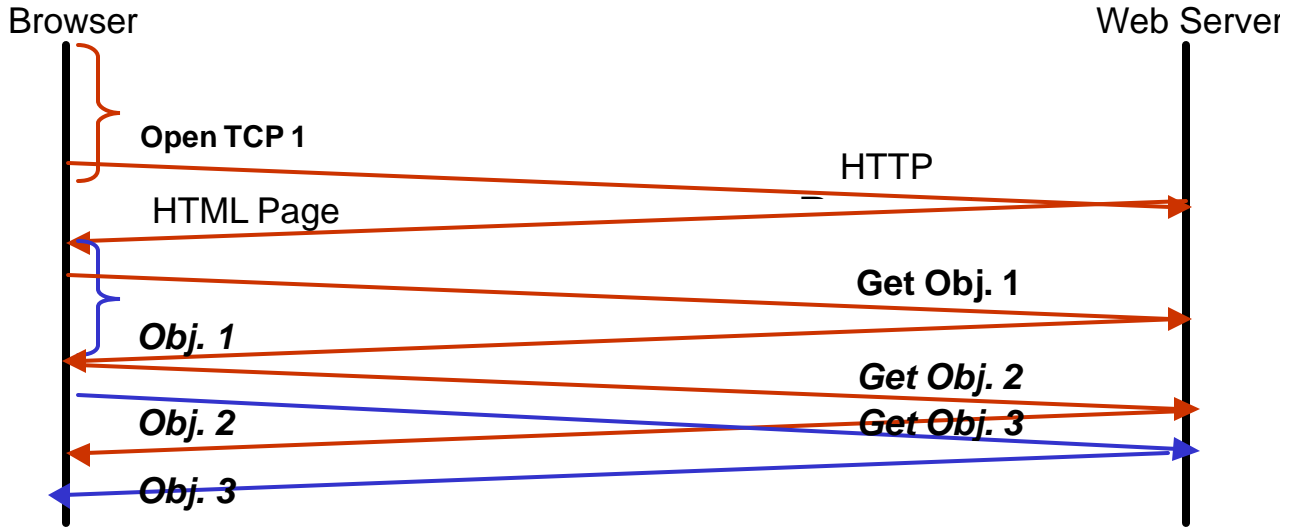 Browser
Web Server
Open TCP 1
HTTP
HTML Page
Get Obj. 1
Obj. 1
Get Obj. 2
Obj. 2
Get Obj. 3
Obj. 3